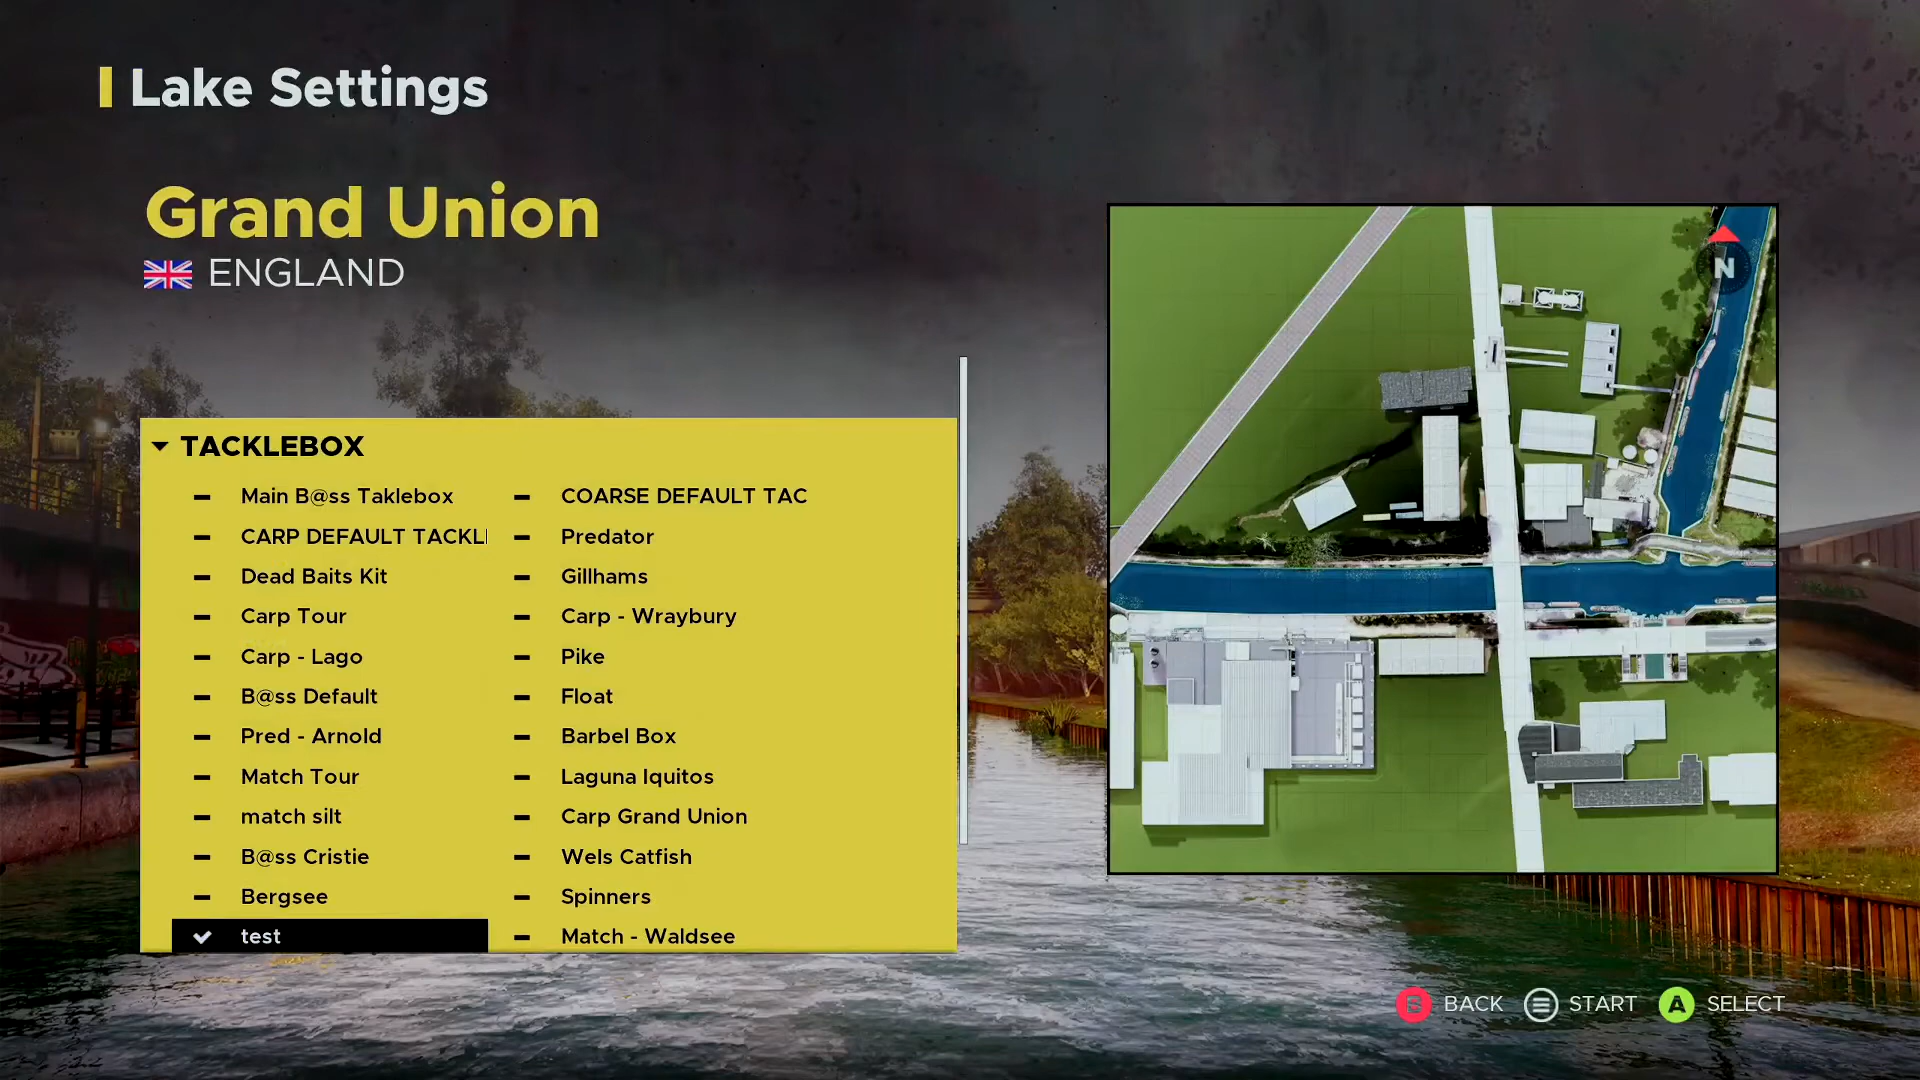 Lake Settings
Grand Union
ENGLAND
N
TACKLEBOX
Main B@ss Taklebox
COARSE DEFAULT TAC
CARP DEFAULT TACKL
Predator
Dead Baits Kit
Gillhams
Carp Tour
Carp - Wraybury
Carp - Lago
Pike
B@ss Default
Float
Pred - Arnold
Barbel Box
Match Tour
Laguna Iquitos
match silt
Carp Grand Union
B@ss Cristie
Wels Catfish
Bergsee
Spinners
test
Match - Waldsee
B BACK
START
A SELECT